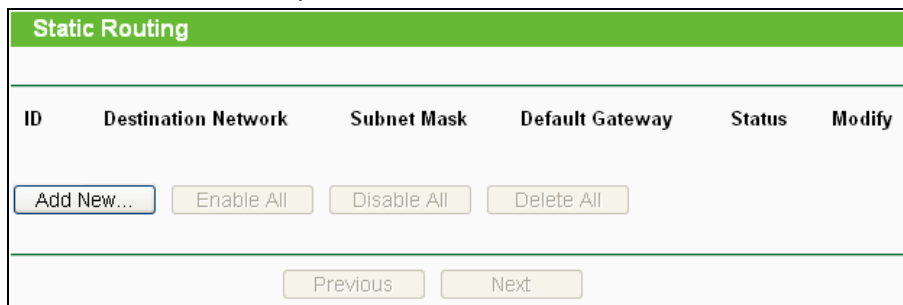 Static Routing
ID Destination Network Subnet Mask Default Gateway Status Modify
Add New... Enable All Disable All Delete All
Previous Next